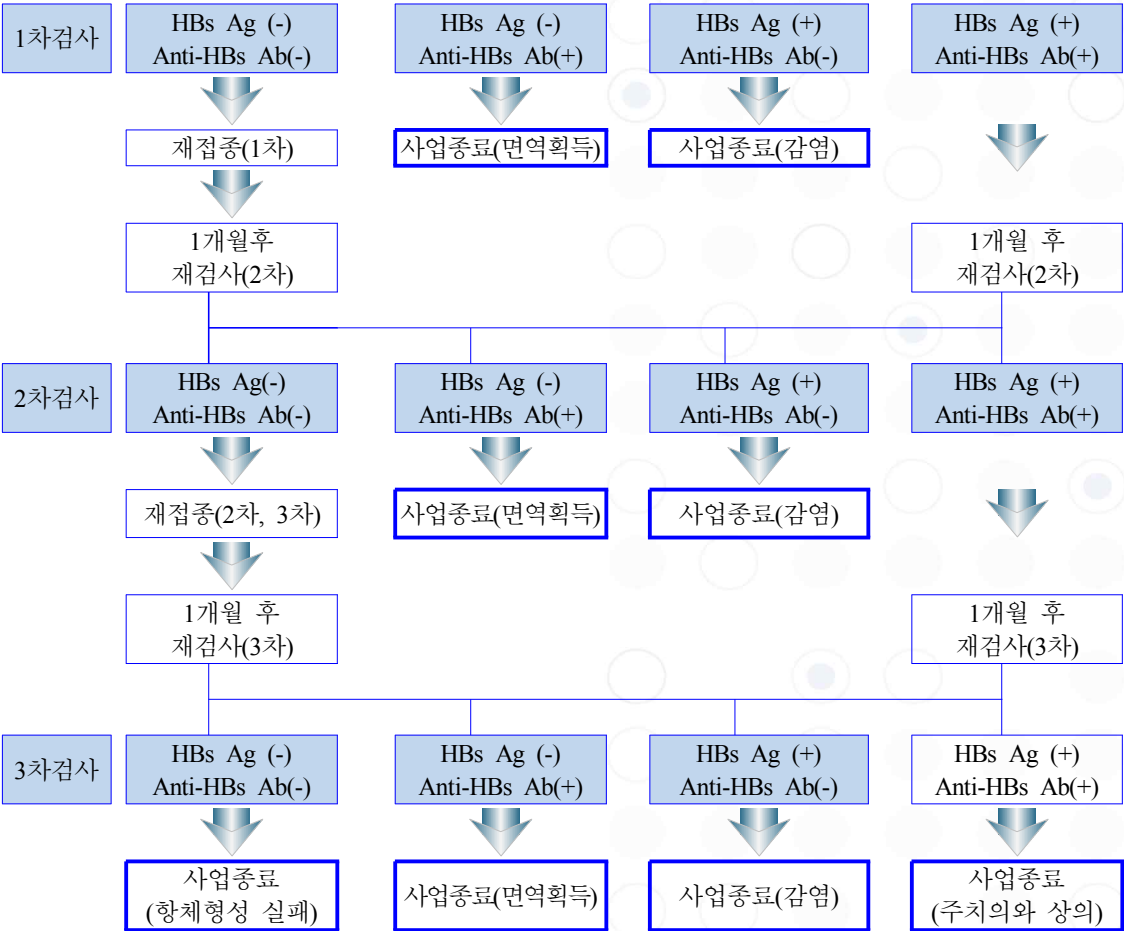 1차검사
HBs Ag (-)
Anti-HBs Ab(-)
HBs Ag (-)
Anti-HBs Ab(+)
HBs Ag (+)
Anti-HBs Ab(-)
HBs Ag (+)
Anti-HBs Ab(+)
재접종(1차)
사업종료(면역획득)
사업종료(감염)
1개월후
재검사(2차)
1개월 후
재검사(2차)
2차검사
HBs Ag(-)
Anti-HBs Ab(-)
HBs Ag (-)
Anti-HBs Ab(+)
HBs Ag (+)
Anti-HBs Ab(-)
HBs Ag (+)
Anti-HBs Ab(+)
재접종(2차, 3차)
사업종료(면역획득)
사업종료(감염)
1개월 후
재검사(3차)
1개월 후
재검사(3차)
3차검사
HBs Ag (-)
Anti-HBs Ab(-)
HBs Ag (-)
Anti-HBs Ab(+)
HBs Ag (+)
Anti-HBs Ab(-)
HBs Ag (+)
Anti-HBs Ab(+)
사업종료
(항체형성 실패)
사업종료(면역획득)
사업종료(감염)
사업종료
(주치의와 상의)